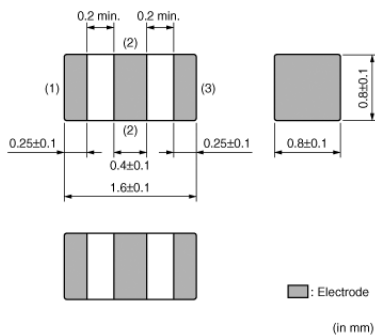 0.2 min. 0.2 min.
(2)
(1) (3)
(2)
0.25±0.1 0.25±0.1
0.4±0.1
1.6±0.1
0.8±0.1
0.8±0.1
: Electrode
(in mm)